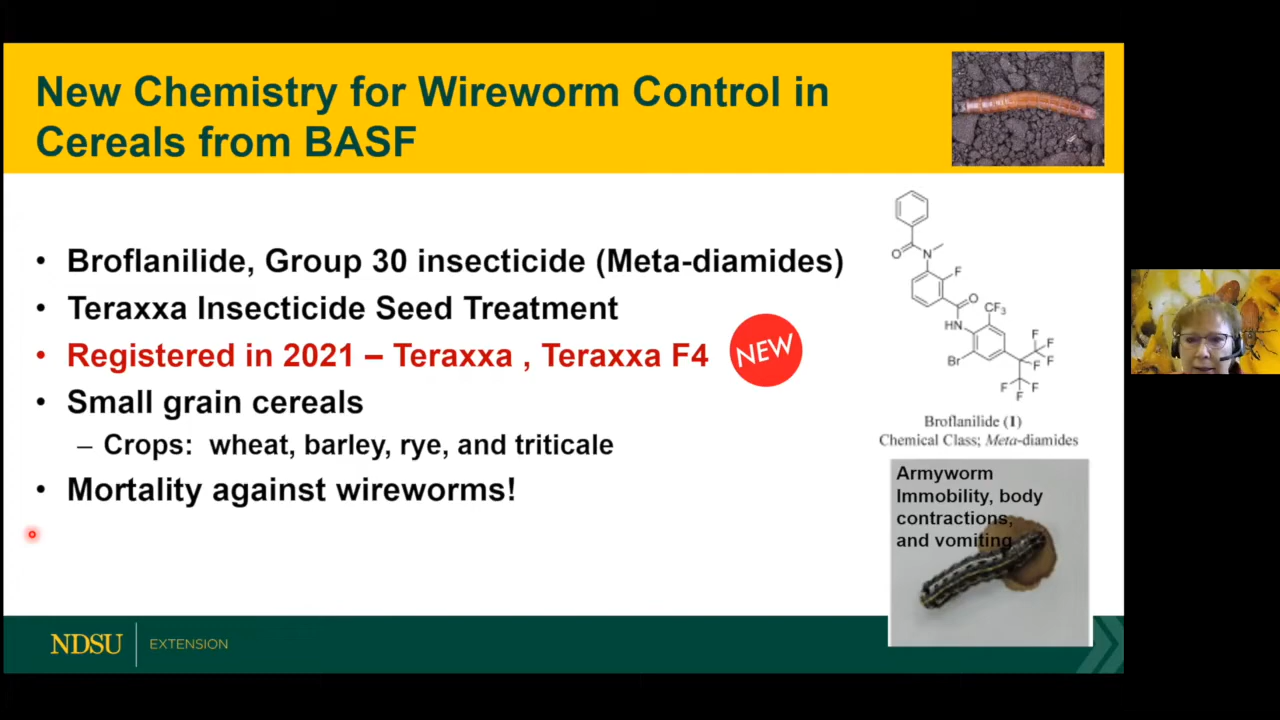 New Chemistry for Wireworm Control in
Cereals from BASF
• Broflanilide, Group 30 insecticide (Meta-diamides)
• Teraxxa Insecticide Seed Treatment
• Registered in 2021 – Teraxxa , Teraxxa F4
NEW
• Small grain cereals
– Crops: wheat, barley, rye, and triticale
• Mortality against wireworms!
O
N
F
O
HN
CF3
Br
F
F
F
F
F
F
F
Broflanilide (1)
Chemical Class; Meta-diamides
Armyworm
Immobility, body
contractions,
and vomiting
NDSU
EXTENSION